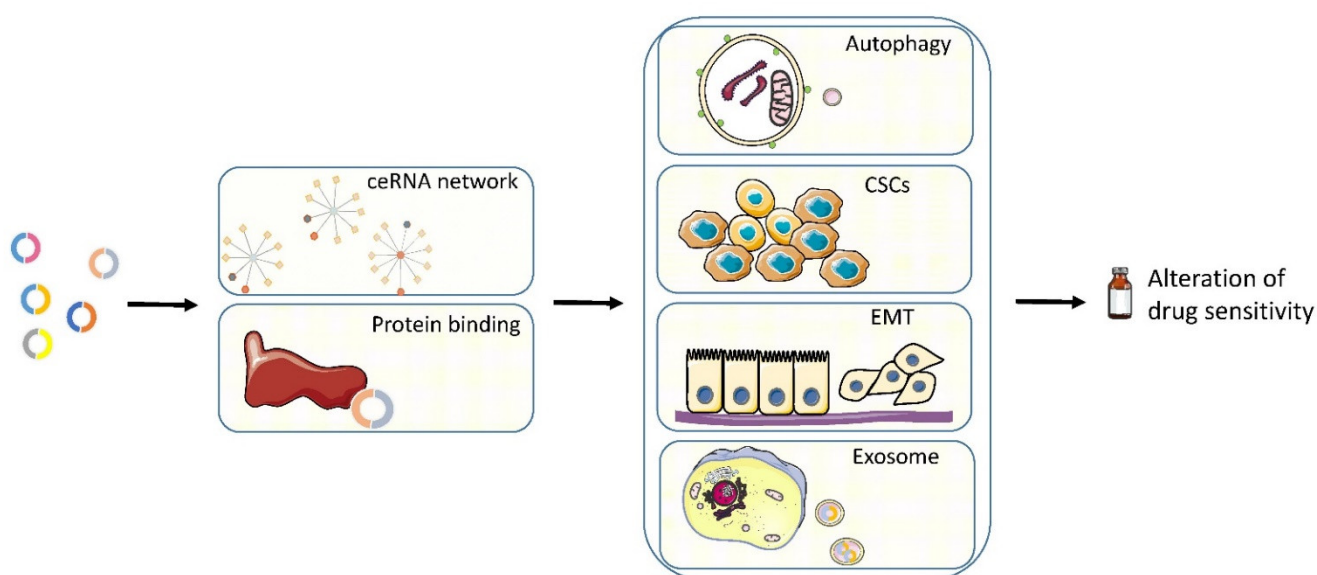 ceRNA network
Protein binding
Autophagy
CSCs
EMT
Exosome
Alteration of
drug sensitivity